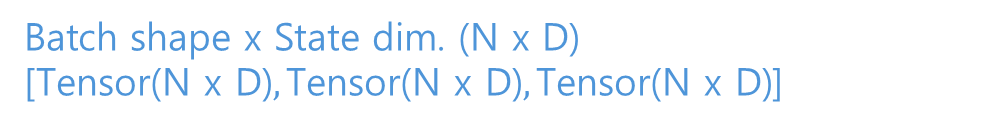 Batch shape x State dim. (N x D)
[Tensor(N x D), Tensor(N x D), Tensor(N x D)]